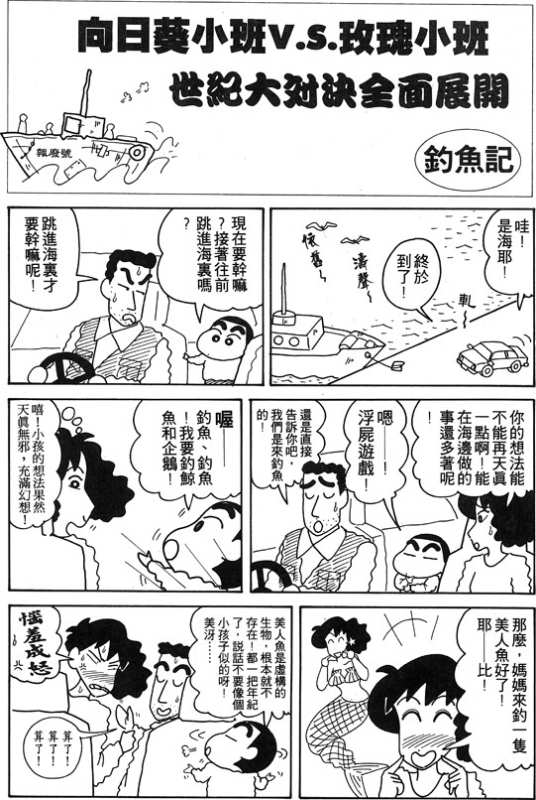 向日葵小班V.S.玫瑰小班
世紀大对決全面展開
報廢號
釣魚記
哇!
是海耶!
終於
到了!
軋
濤聲
懷舊
現在要幹嘛
?接著往前
跳進海裏嗎
?
跳進海裏才
要幹嘛呢!
你的想法能
不能再天真
一點啊!能
在海邊做的
事還多著呢
!
嗯——!
浮屍遊戲!
還是直接
告訴你吧,
我們是來釣魚
的!
喔——
釣魚、釣魚
!我要釣鯨
魚和企鵝!
嘻!小孩的想法果然
天真無邪,充滿幻想!
那麼,媽媽來釣一隻
美人魚好了!
耶——比!
美人魚是虛構的
生物,根本就不
存在!都一把年紀
了,說話不要像個
小孩子似的呀!
美冴……
惱羞成怒
算了!
算了!
算了!
算了!